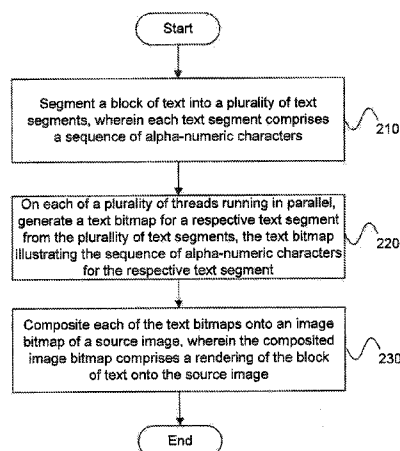 Start
Segment a block of text into a plurality of text
segments, wherein each text segment comprises
a sequence of alpha-numeric characters
210
On each of a plurality of threads running in parallel,
generate a text bitmap for a respective text segment
from the plurallity of text segments, the text bitmap
illustrating the sequence of alpha-numeric characters
for the respective text segment
220
Composite each of the text bitmaps onto an image
bitmap of a source image, wherein the composited
image bitmap comprises a rendering of the block
of text onto the source image
230
End